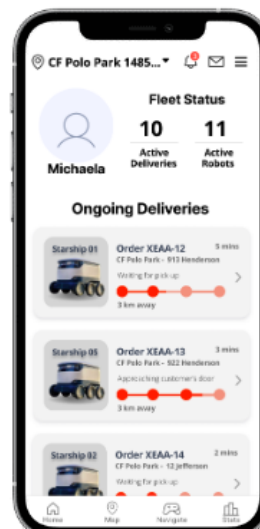 CF Polo Park 1485...
Fleet Status
10
11
Active Deliveries
Active Robots
Michaela
Ongoing Deliveries
Starship 01
Order XEAA-12
5 mins
CF Polo Park - 913 Henderson
Waiting for pick up
3 km away
Starship 05
Order XEAA-13
3 mins
CF Polo Park - 922 Henderson
Approaching customer's door
3 km away
Starship 02
Order XEAA-14
2 mins
CF Polo Park - 12 Jefferson
Waiting for pick up
Home
Map
Navigate
Stats